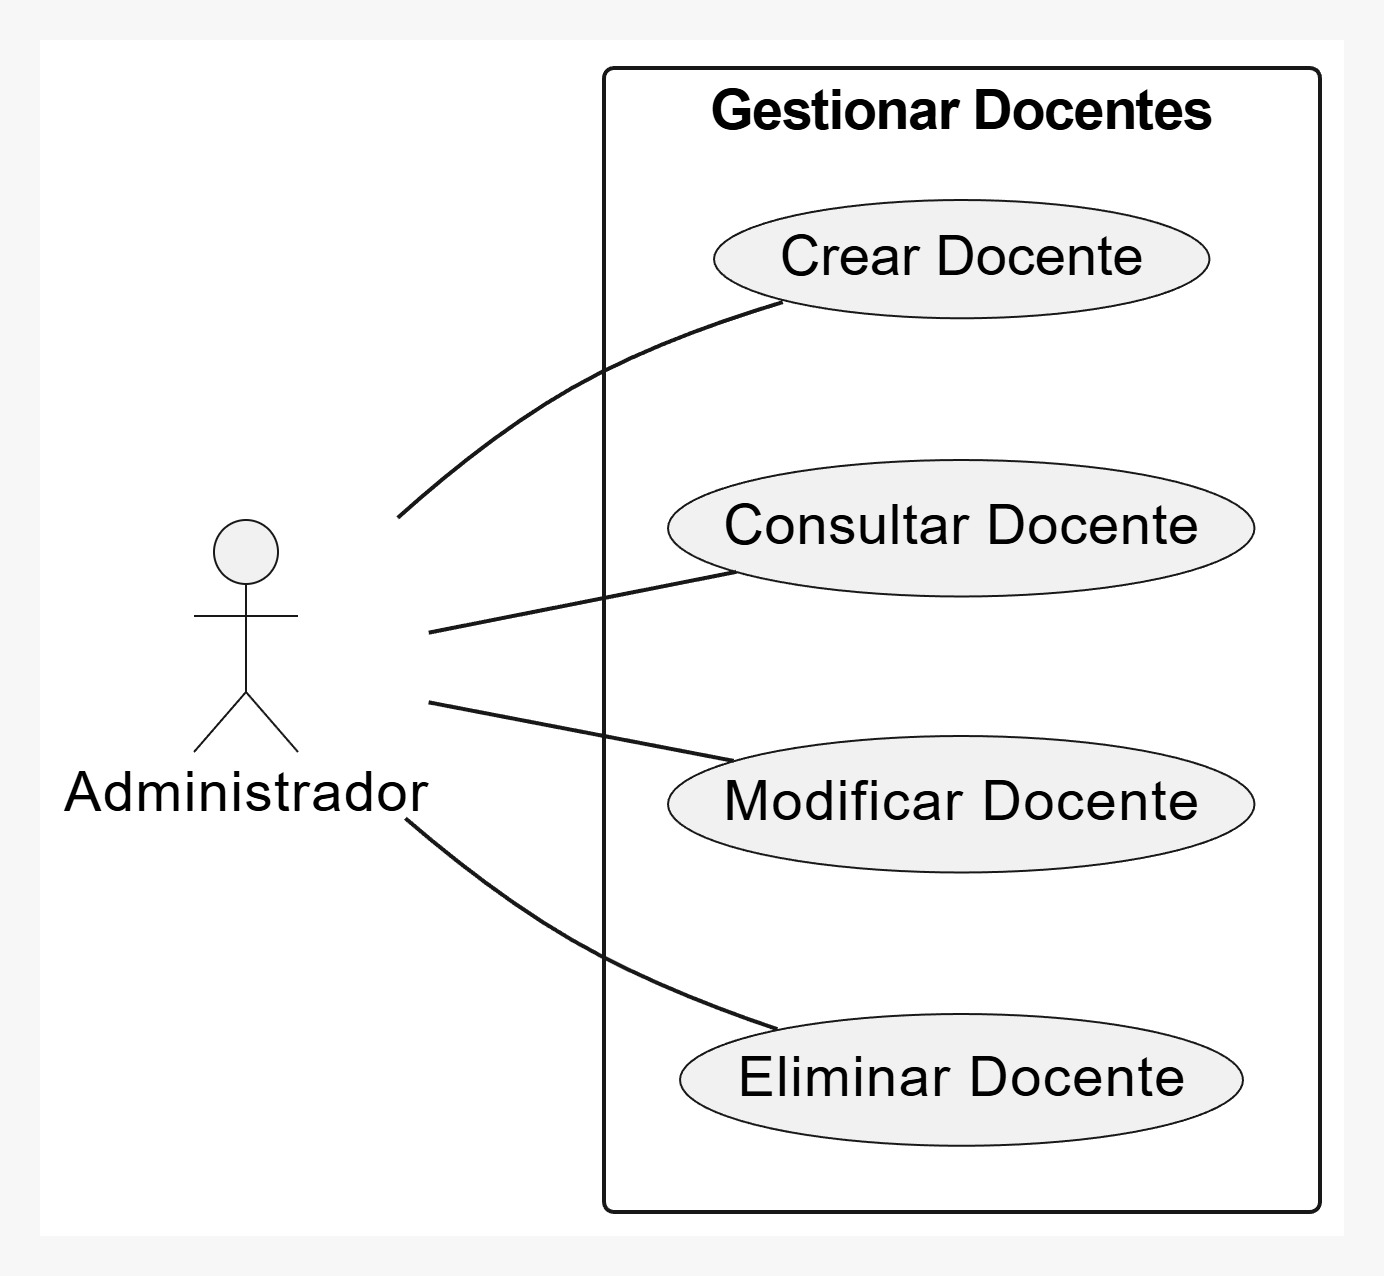 Gestionar Docentes
Crear Docente
Consultar Docente
Administrador
Modificar Docente
Eliminar Docente